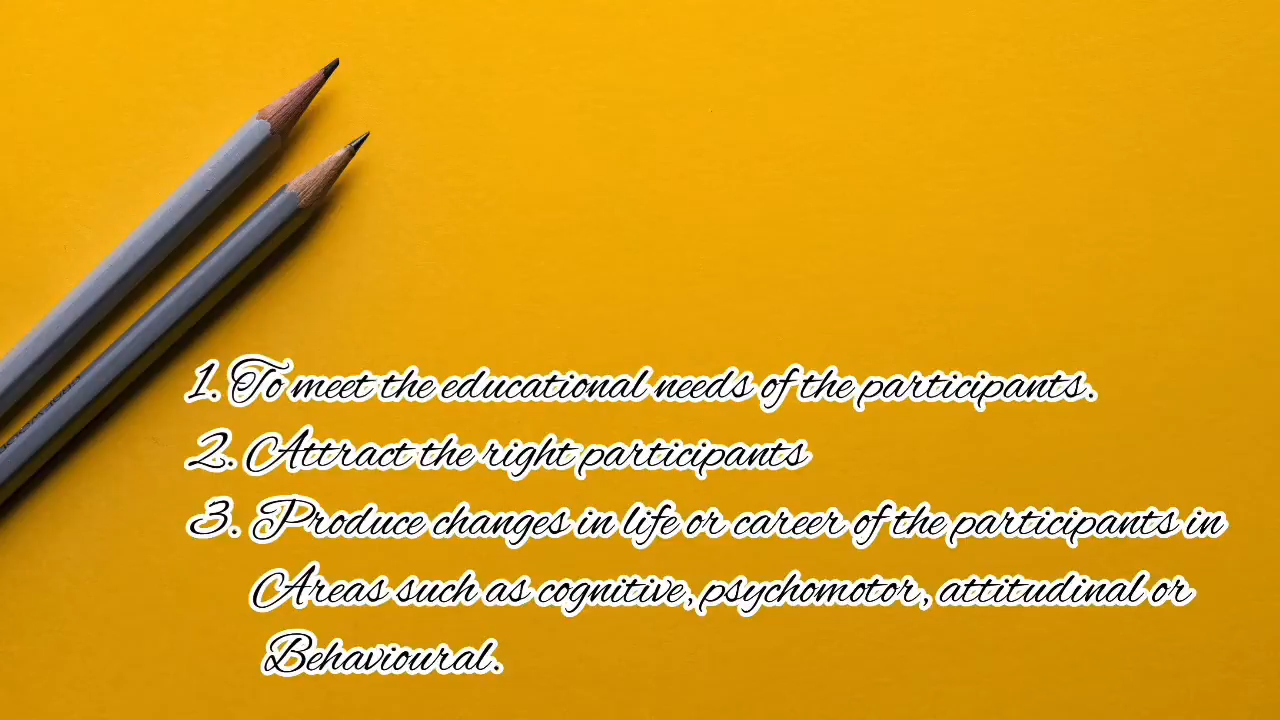 1. To meet the educational needs of the participants.
2. Attract the right participants
3. Produce changes in life or career of the participants in
Areas such as cognitive, psychomotor, attitudinal or
Behavioural.